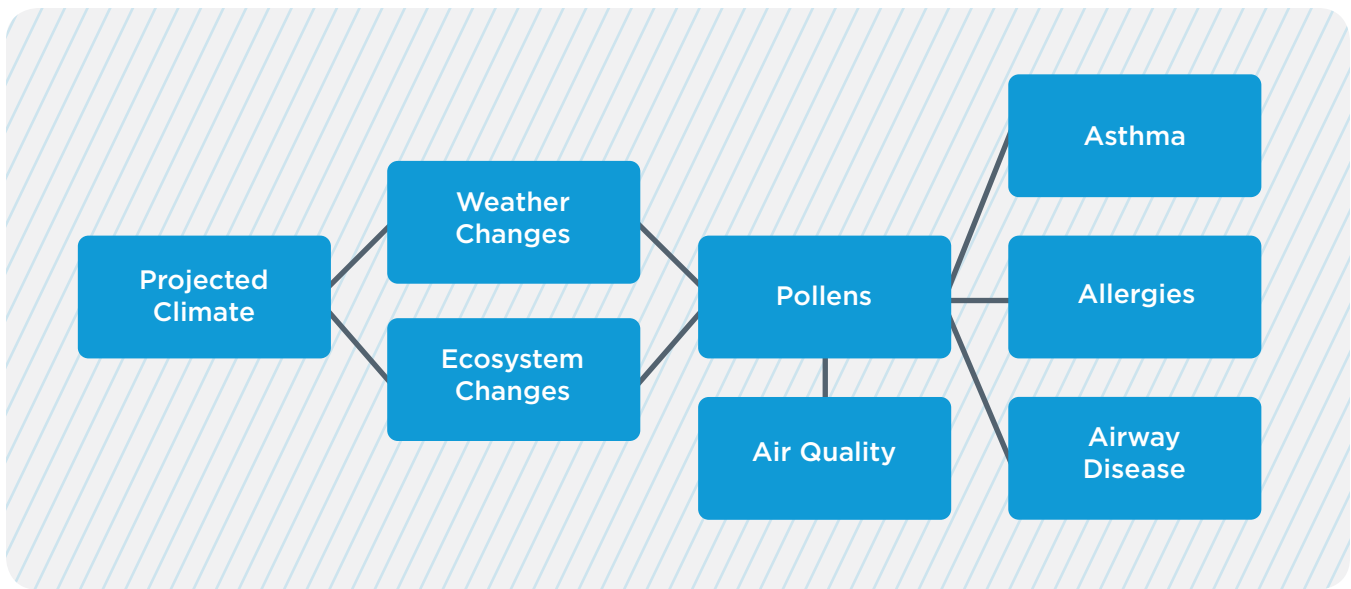 Projected
Climate
Weather
Changes
Ecosystem
Changes
Pollens
Air Quality
Asthma
Allergies
Airway
Disease